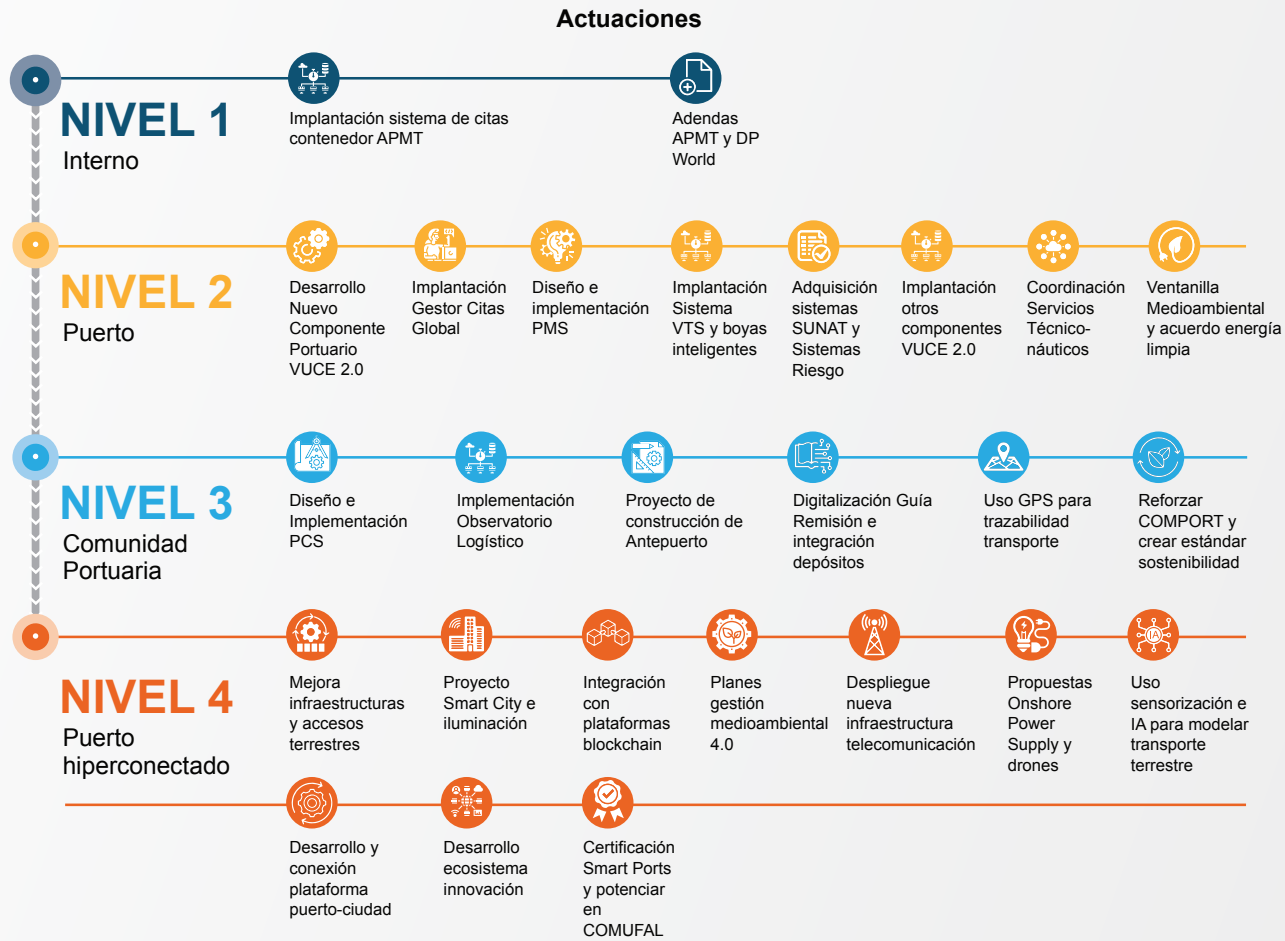 Actuaciones
NIVEL 1
Interno
Implantación sistema de citas
contenedor APMT
Adendas
APMT y DP
World
NIVEL 2
Puerto
Desarrollo
Nuevo
Componente
Portuario
VUCE 2.0
Implantación
Gestor Citas
Global
Diseño e
implementación
PMS
Implantación
Sistema
VTS y boyas
inteligentes
Adquisición
sistemas
SUNAT y
Sistemas
Riesgo
Implantación
otros
componentes
VUCE 2.0
Coordinación
Servicios
Técnico-
náuticos
Ventanilla
Medioambiental
y acuerdo energía
limpia
NIVEL 3
Comunidad
Portuaria
Diseño e
Implementación
PCS
Implementación
Observatorio
Logístico
Proyecto de
construcción de
Antepuerto
Digitalización Guía
Remisión e
integración
depósitos
Uso GPS para
trazabilidad
transporte
Reforzar
COMPORT y
crear estándar
sostenibilidad
NIVEL 4
Puerto
hiperconectado
Mejora
infraestructuras
y accesos
terrestres
Proyecto
Smart City e
iluminación
Integración
con
plataformas
blockchain
Planes
gestión
medioambiental
4.0
Despliegue
nueva
infraestructura
telecomunicación
Propuestas
Onshore
Power
Supply y
drones
IA
Uso
sensorización e
IA para modelar
transporte
terrestre
Desarrollo y
conexión
plataforma
puerto-ciudad
Desarrollo
ecosistema
innovación
Certificación
Smart Ports
y potenciar
en
COMUFAL